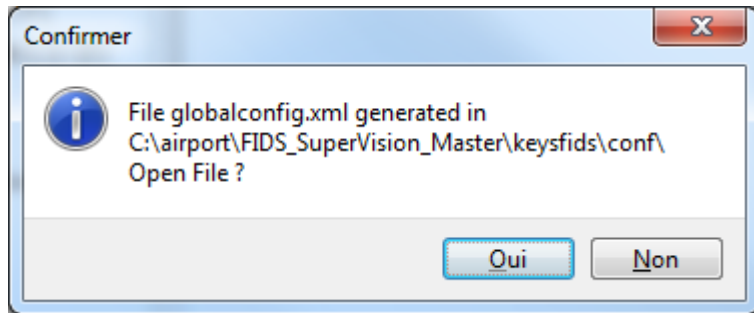 Confirmer
File globalconfig.xml generated in
C:\airport\FIDS_SuperVision_Master\keysfids\conf\
Open File ?
Oui
Non